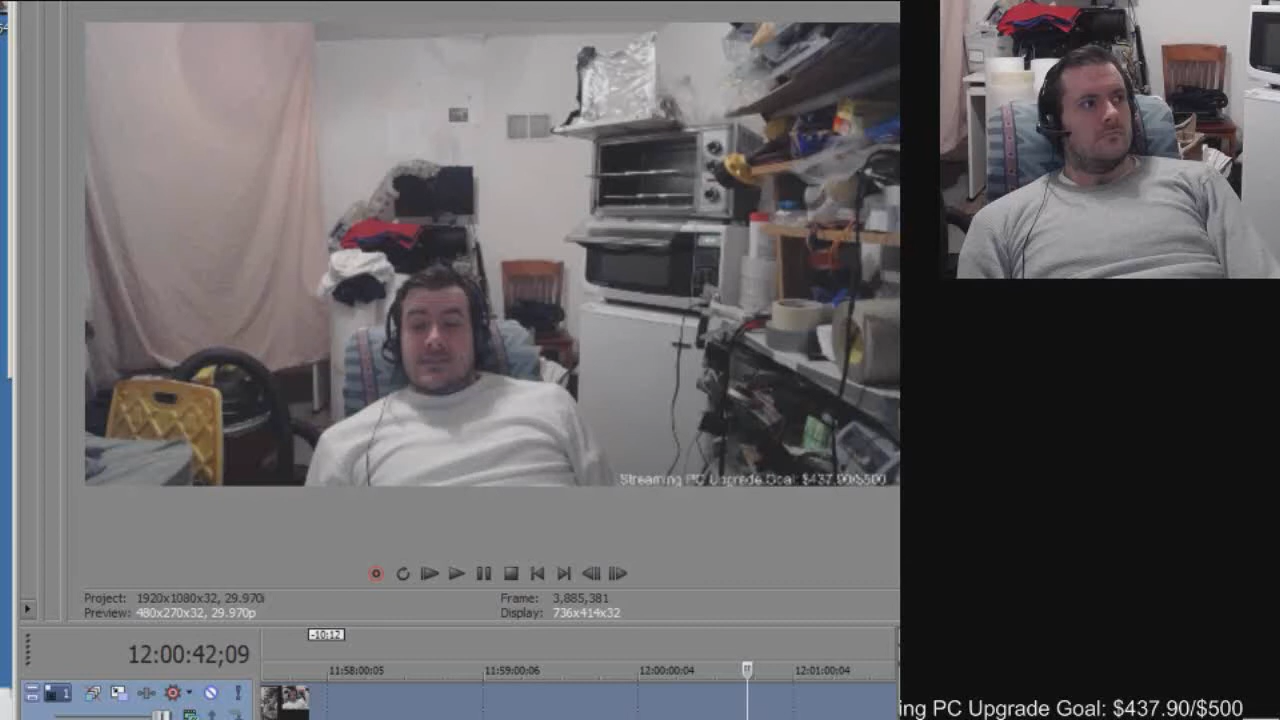 Streaming PC Upgrade Goal: $437.90/$500
Project: 1920x1080x32, 29.970i
Frame: 3,885,381
Preview: 480x270x32, 29.970p
Display: 736x414x32
-10:12
12:00:42;09
11:58:00:05
11:59:00:06
12:00:00:04
12:01:00:04
1
ing PC Upgrade Goal: $437.90/$500